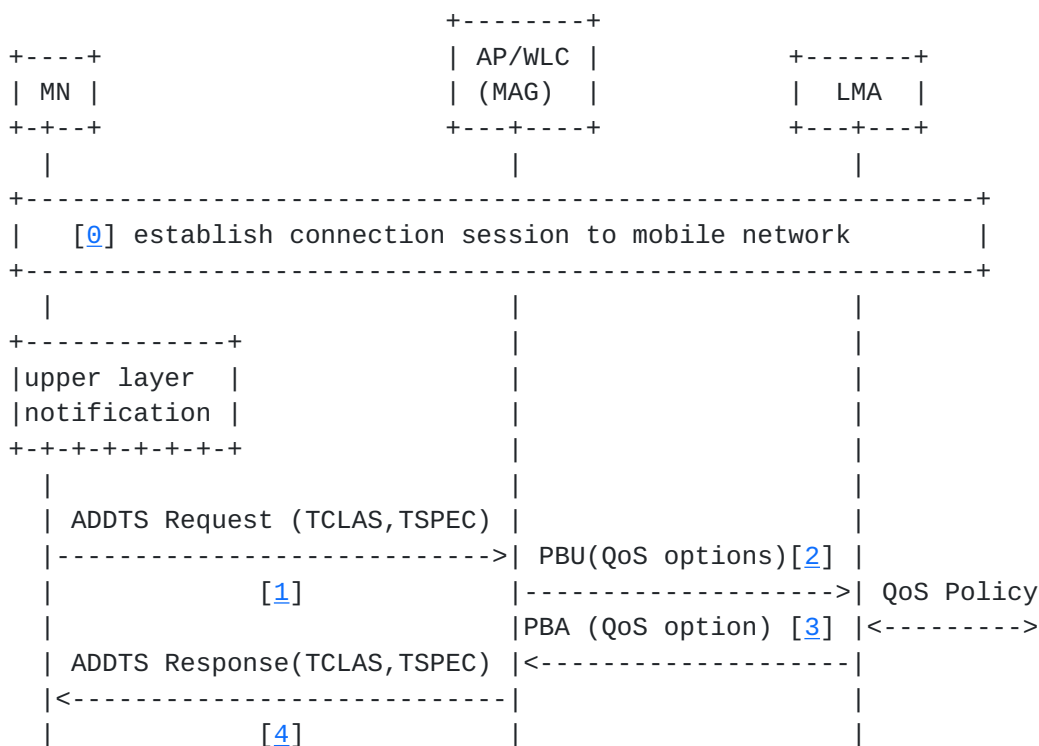 AP/WLC
MN (MAG) LMA
[0] establish connection session to mobile network
upper layer
notification
ADDTS Request (TCLAS,TSPEC)
PBU(QoS options)[2]
[1] QoS Policy
PBA (QoS option) [3]
ADDTS Response(TCLAS,TSPEC)
[4]